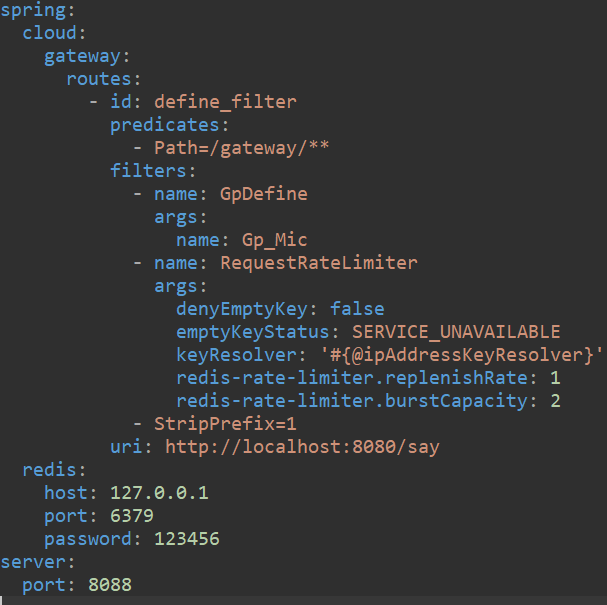 spring:
  cloud:
    gateway:
      routes:
        - id: define_filter
          predicates:
            - Path=/gateway/**
          filters:
            - name: GpDefine
              args:
                name: Gp_Mic
            - name: RequestRateLimiter
              args:
                denyEmptyKey: false
                emptyKeyStatus: SERVICE_UNAVAILABLE
                keyResolver: '#{@ipAddressKeyResolver}'
                redis-rate-limiter.replenishRate: 1
                redis-rate-limiter.burstCapacity: 2
            - StripPrefix=1
          uri: http://localhost:8080/say
  redis:
    host: 127.0.0.1
    port: 6379
    password: 123456
server:
  port: 8088